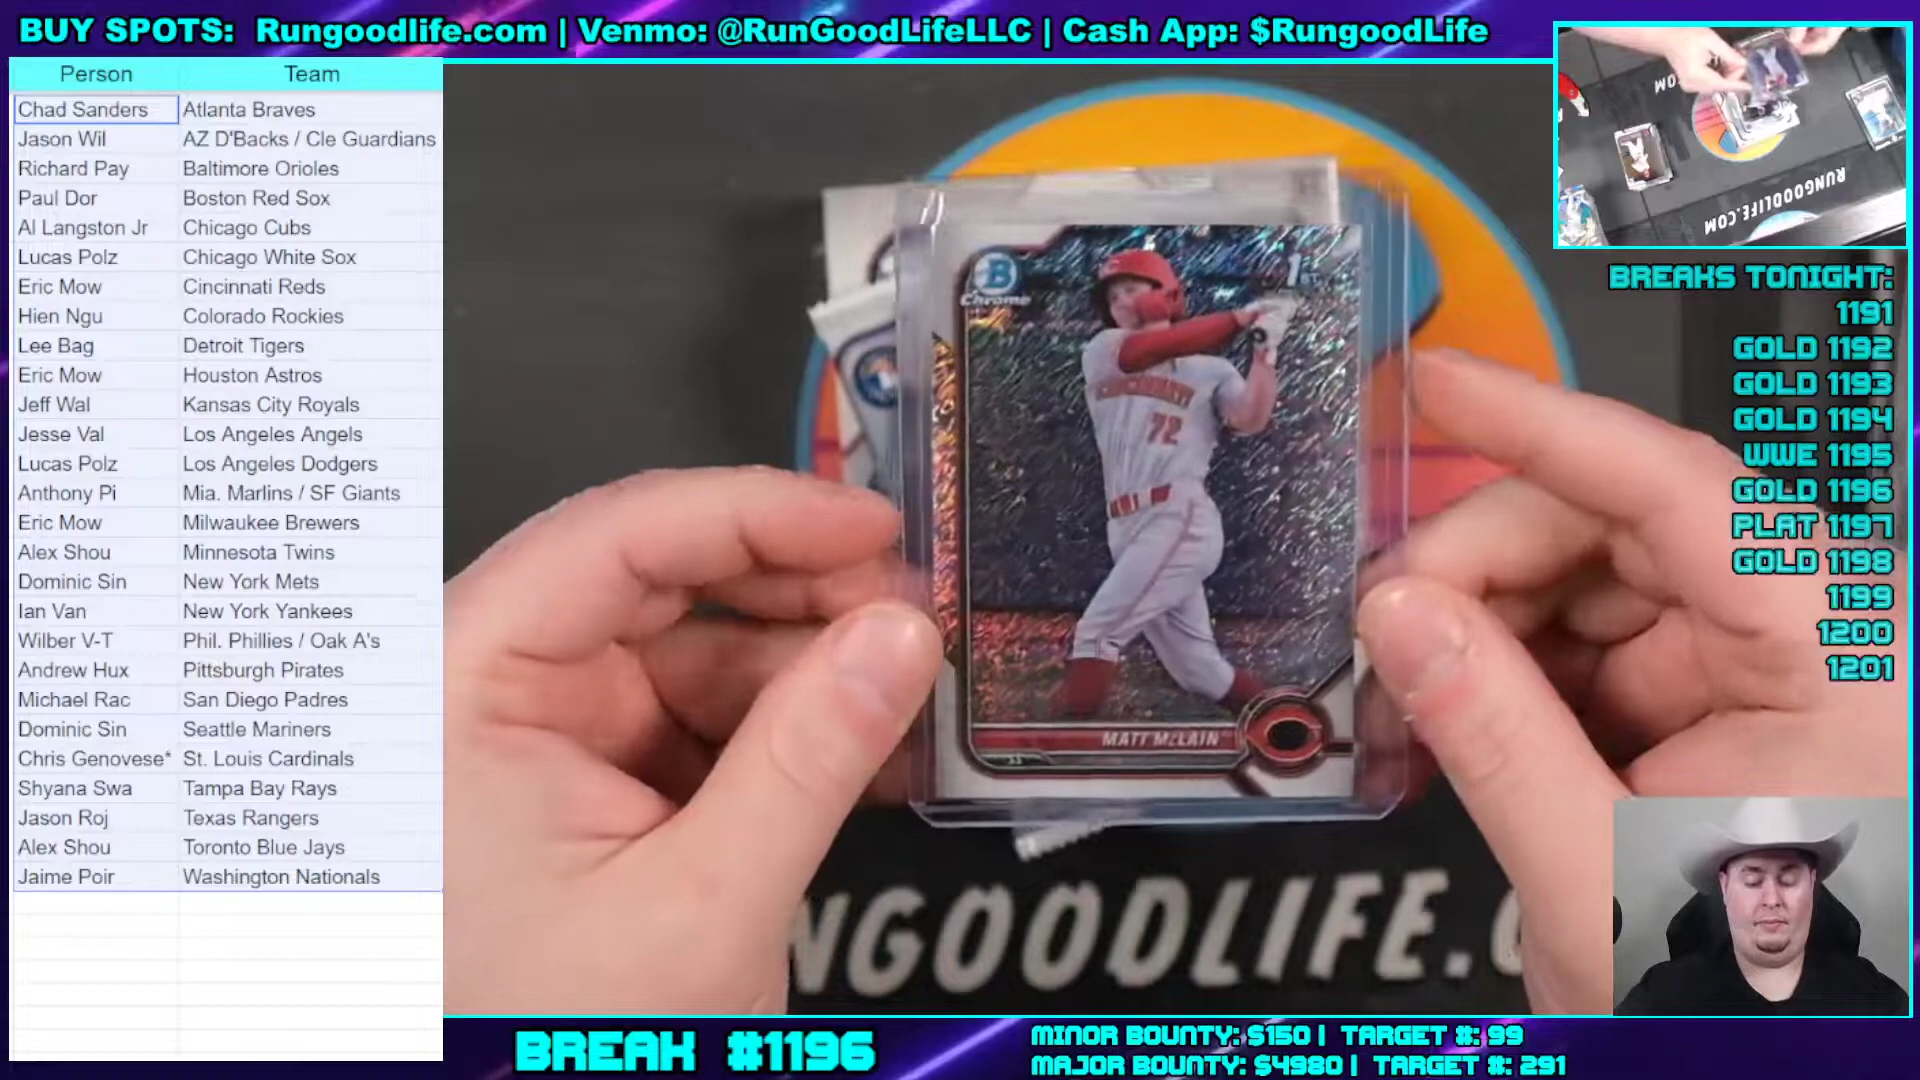 BUY SPOTS: Rungoodlife.com | Venmo: @RunGoodLifeLLC | Cash App: $RungoodLife
Person Team
Chad Sanders Atlanta Braves
Jason Wil AZ D'Backs / Cle Guardians
Richard Pay Baltimore Orioles
Paul Dor Boston Red Sox
Al Langston Jr Chicago Cubs
Lucas Polz Chicago White Sox
Eric Mow Cincinnati Reds
Hien Ngu Colorado Rockies
Lee Bag Detroit Tigers
Eric Mow Houston Astros
Jeff Wal Kansas City Royals
Jesse Val Los Angeles Angels
Lucas Polz Los Angeles Dodgers
Anthony Pi Mia. Marlins / SF Giants
Eric Mow Milwaukee Brewers
Alex Shou Minnesota Twins
Dominic Sin New York Mets
Ian Van New York Yankees
Wilber V-T Phil. Phillies / Oak A's
Andrew Hux Pittsburgh Pirates
Michael Rac San Diego Padres
Dominic Sin Seattle Mariners
Chris Genovese* St. Louis Cardinals
Shyana Swa Tampa Bay Rays
Jason Roj Texas Rangers
Alex Shou Toronto Blue Jays
Jaime Poir Washington Nationals
B
Chrome
1st
CINCINNATI
72
MATT McLAIN
NGOODLIFE.C
RUNGOODLIFE.COM
BREAKS TONIGHT:
1191
GOLD 1192
GOLD 1193
GOLD 1194
WWE 1195
GOLD 1196
PLAT 1197
GOLD 1198
1199
1200
1201
BREAK #1196
MINOR BOUNTY: $150 | TARGET #: 99
MAJOR BOUNTY: $4980 | TARGET #: 291